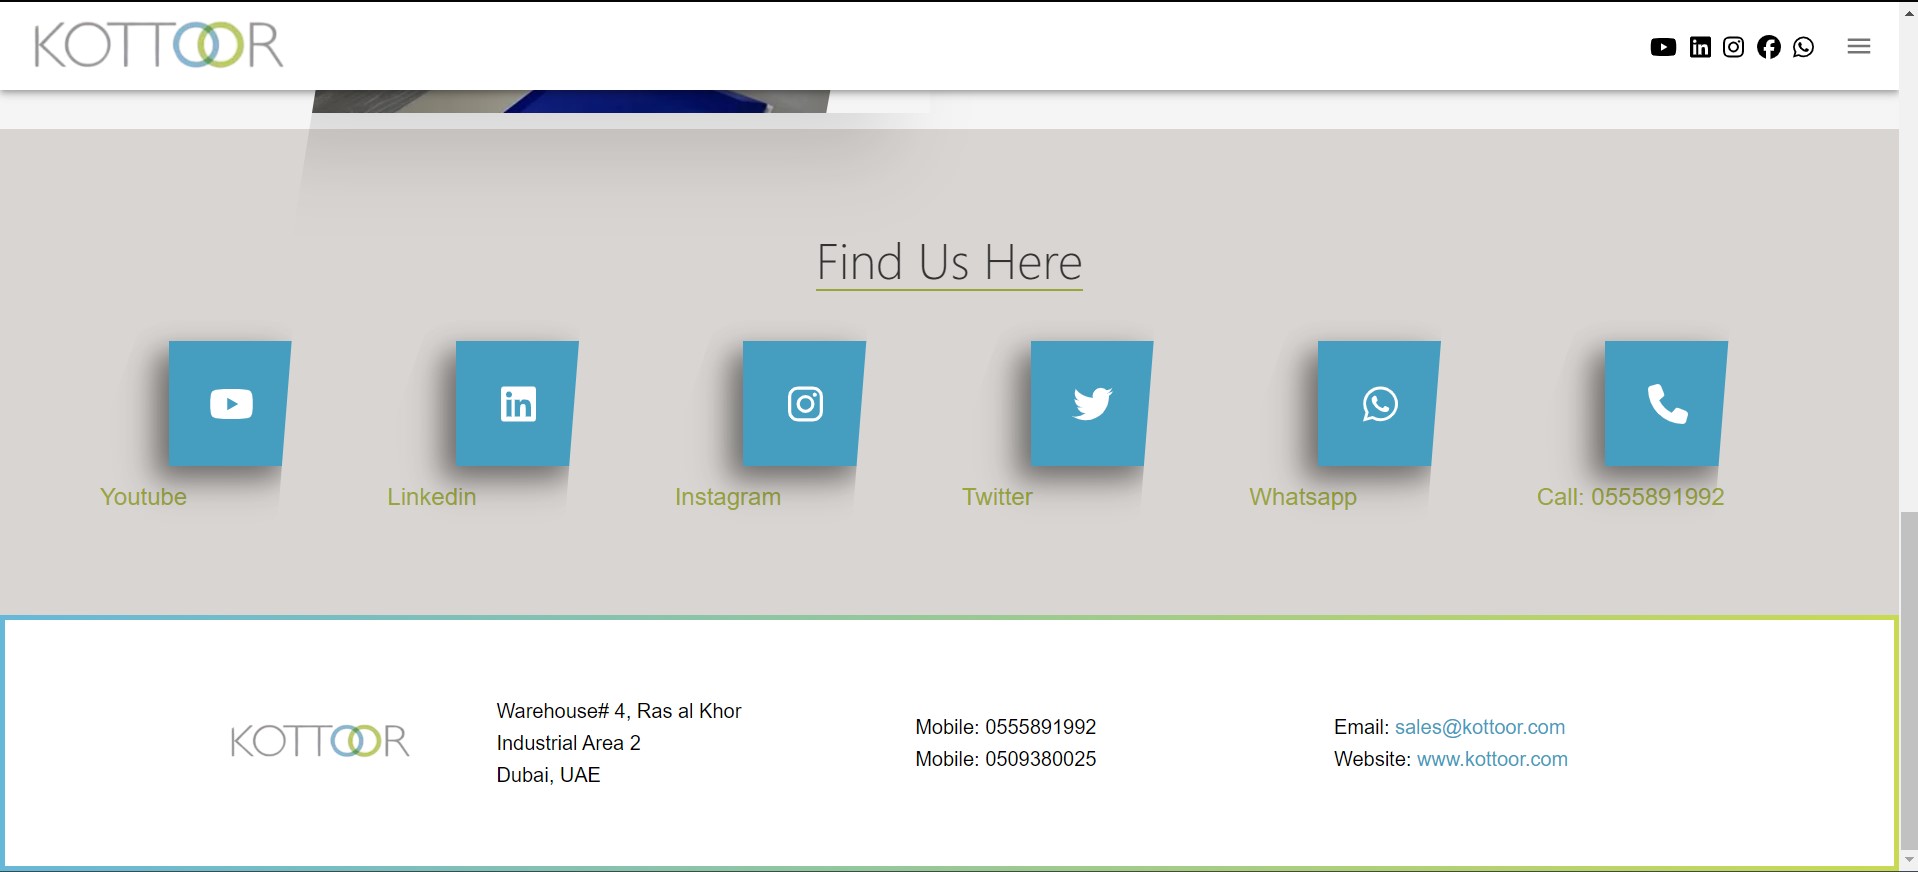 KOTTOOR
Find Us Here
Youtube
Linkedin
Instagram
Twitter
Whatsapp
Call: 0555891992
KOTTOOR
Warehouse# 4, Ras al Khor
Industrial Area 2
Dubai, UAE
Mobile: 0555891992
Mobile: 0509380025
Email: sales@kottoor.com
Website: www.kottoor.com